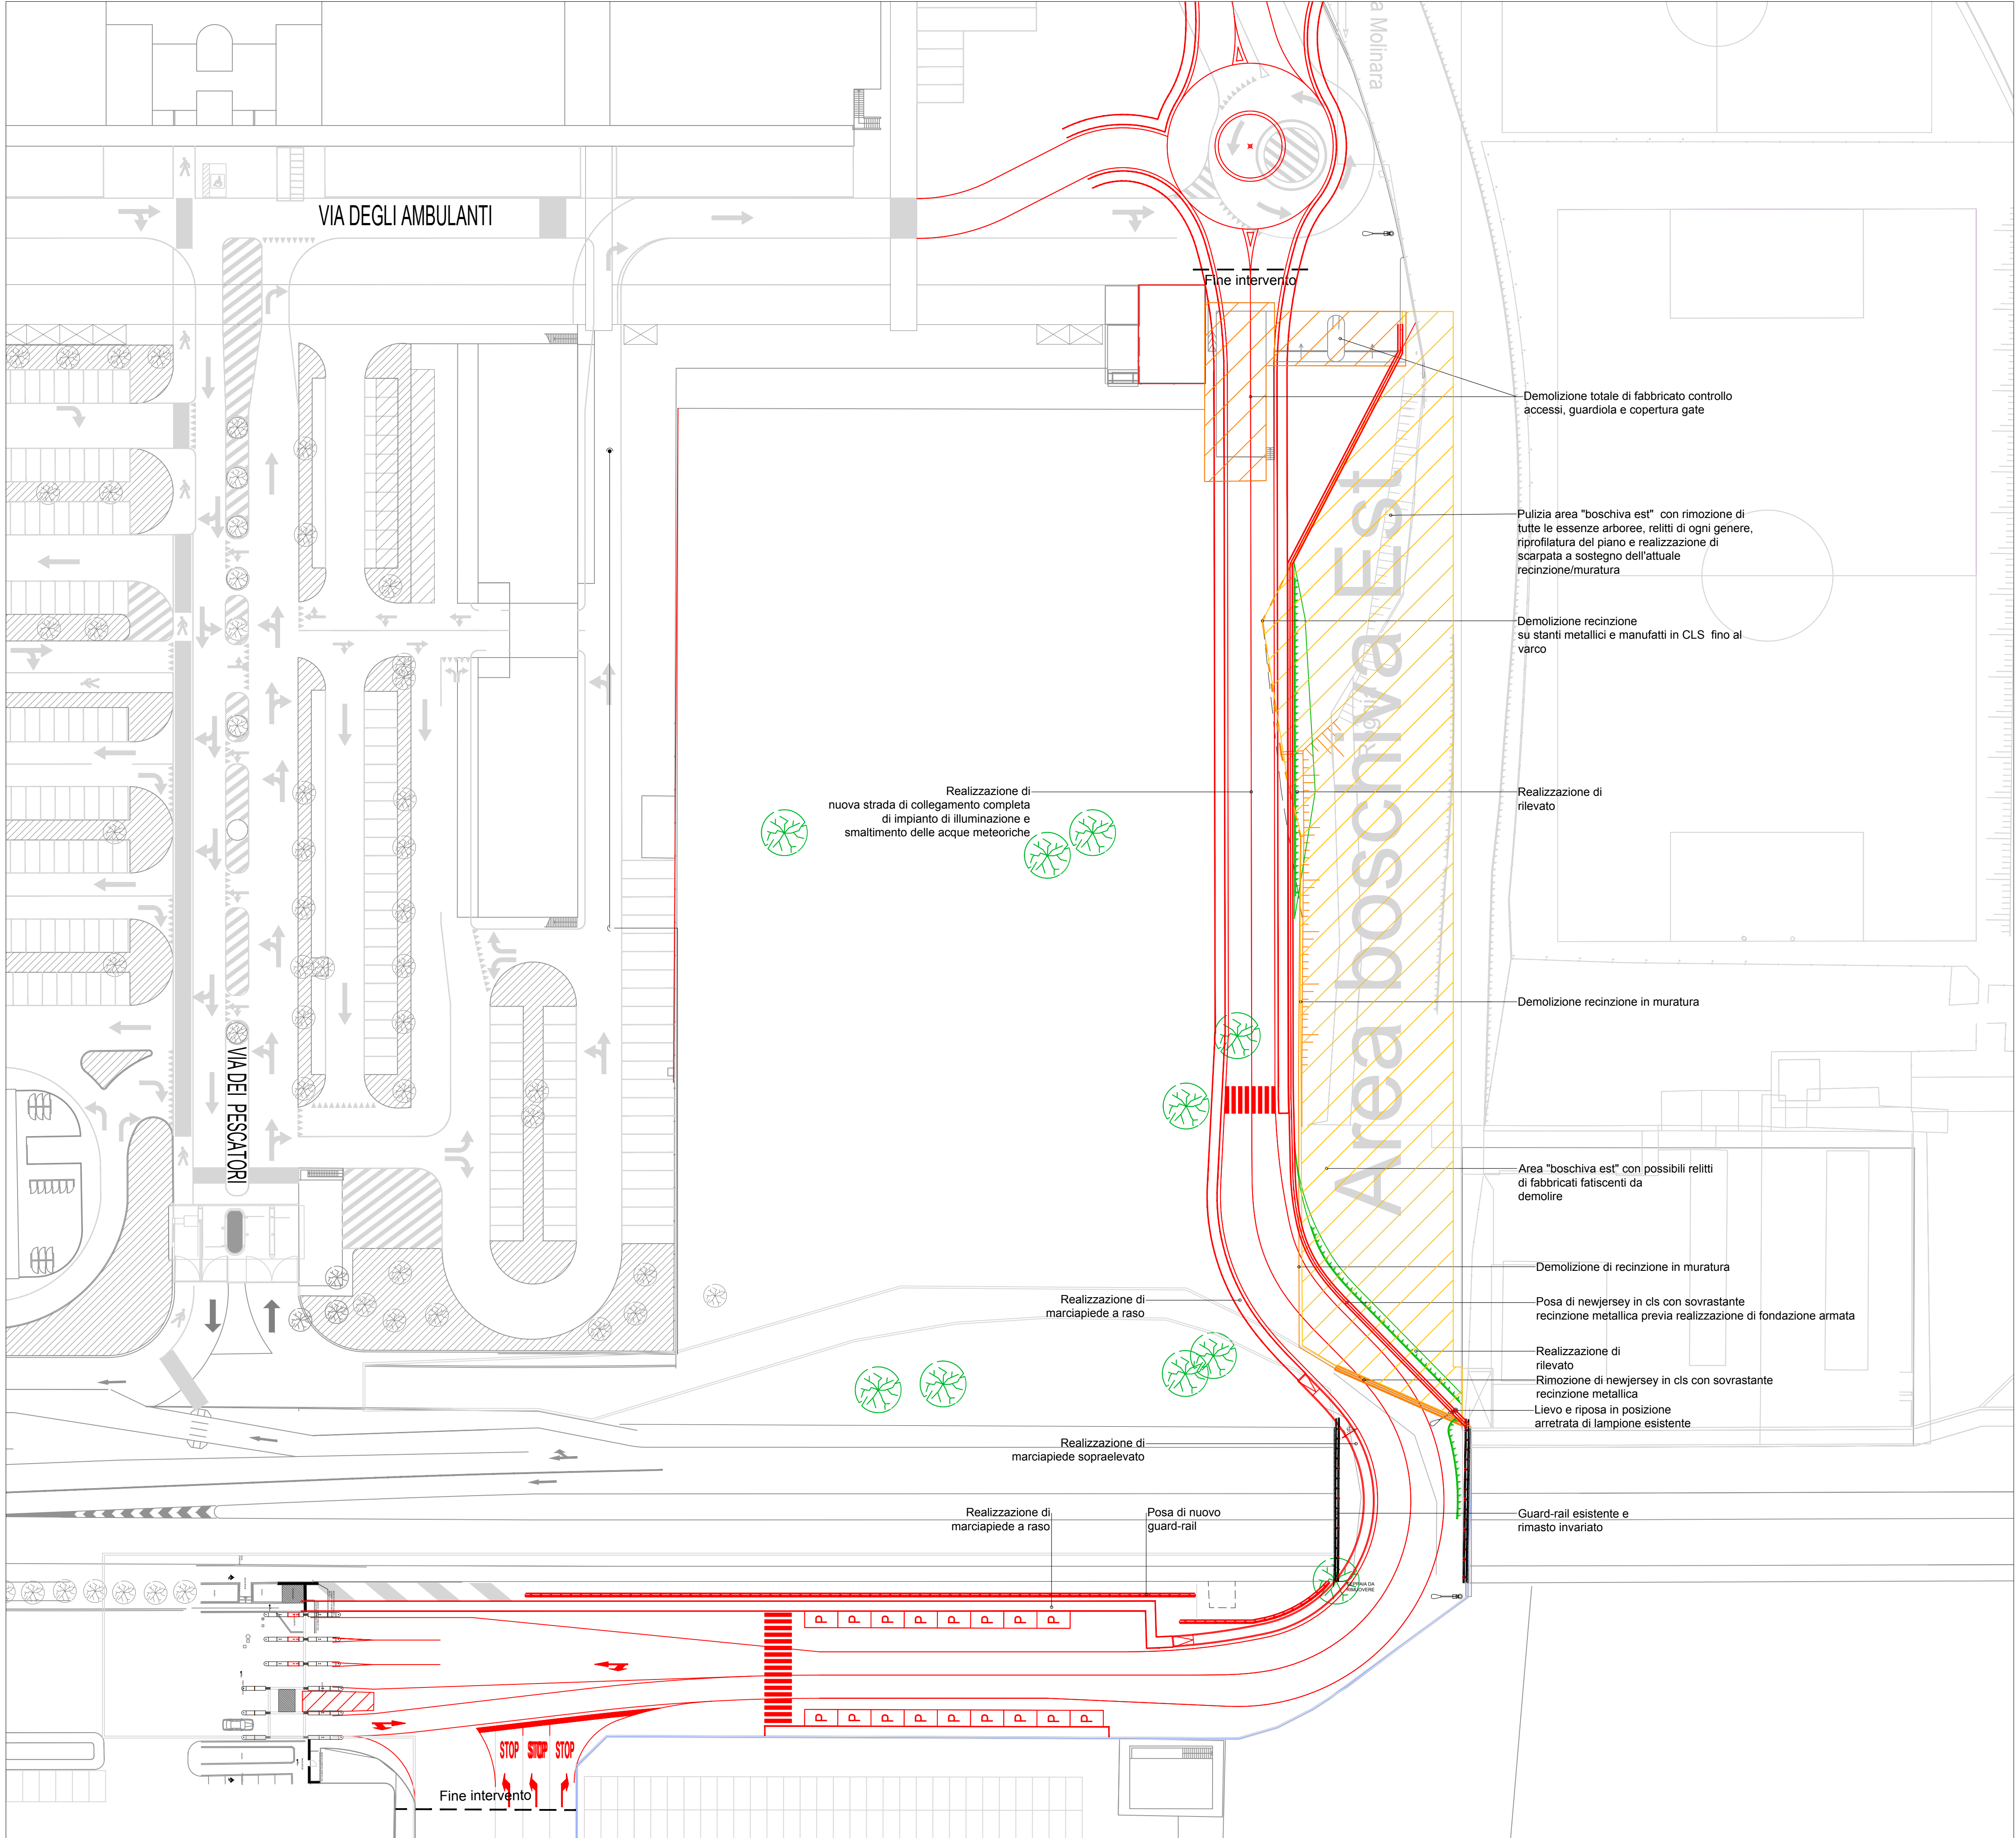 a Molinara
VIA DEGLI AMBULANTI
Fine intervento
Demolizione totale di fabbricato controllo
accessi, guardiola e copertura gate
Pulizia area "boschiva est" con rimozione di
tutte le essenze arboree, relitti di ogni genere,
riprofilatura del piano e realizzazione di
scarpata a sostegno dell'attuale
recinzione/muratura
Demolizione recinzione
su stanti metallici e manufatti in CLS fino al
varco
Area boschiva Est
Realizzazione di
nuova strada di collegamento completa
di impianto di illuminazione e
smaltimento delle acque meteoriche
Realizzazione di
rilevato
Demolizione recinzione in muratura
VIA DEI PESCATORI
Area "boschiva est" con possibili relitti
di fabbricati fatiscenti da
demolire
Demolizione di recinzione in muratura
Realizzazione di
marciapiede a raso
Posa di newjersey in cls con sovrastante
recinzione metallica previa realizzazione di fondazione armata
Realizzazione di
rilevato
Rimozione di newjersey in cls con sovrastante
recinzione metallica
Lievo e riposa in posizione
arretrata di lampione esistente
Realizzazione di
marciapiede sopraelevato
Realizzazione di
marciapiede a raso
Posa di nuovo
guard-rail
Guard-rail esistente e
rimasto invariato
P P P P P P P P
P P P P P P P P P
STOP STOP STOP
Fine intervento